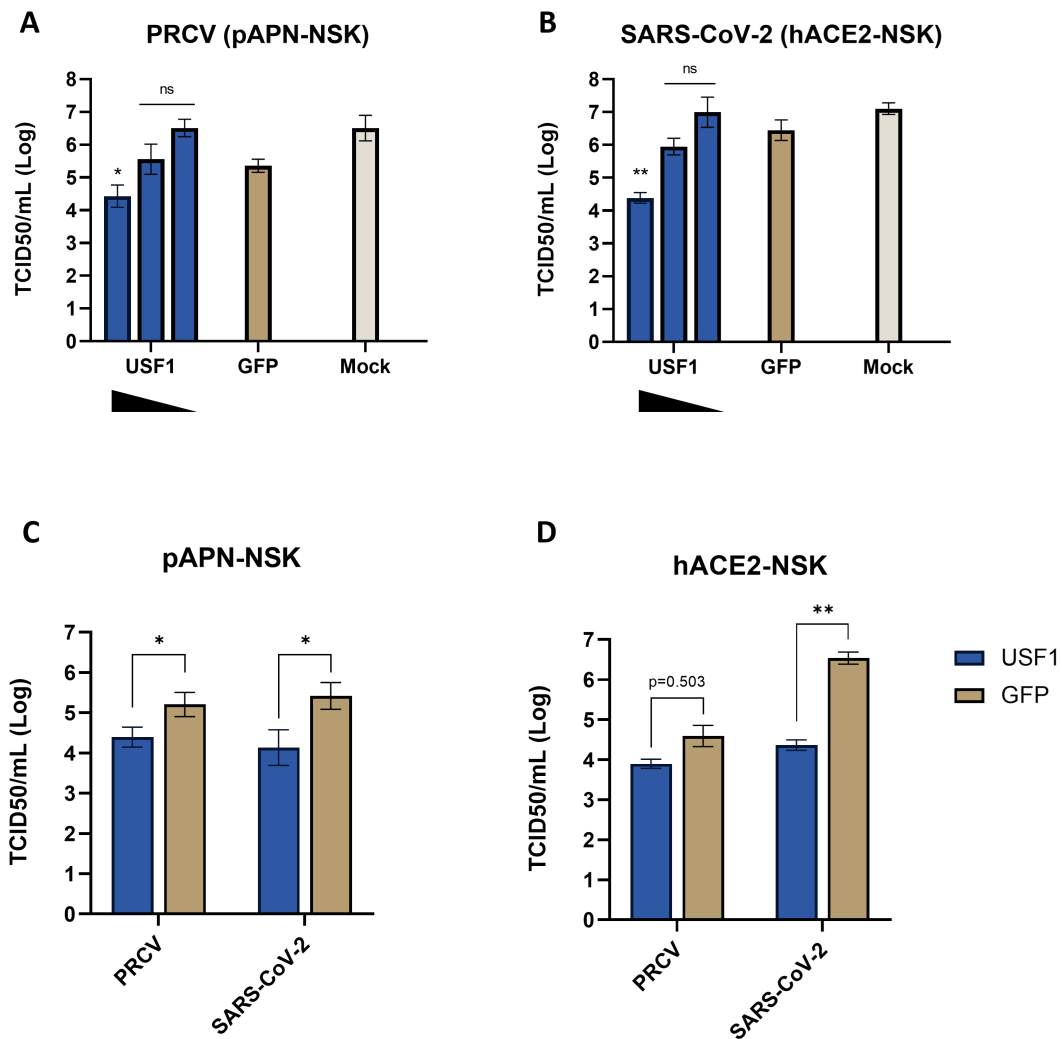 A
PRCV (pAPN-NSK)
TCID50/mL (Log)
8
7
6
5
4
3
2
1
0
ns
*
USF1 GFP Mock
B
SARS-CoV-2 (hACE2-NSK)
TCID50/mL (Log)
8
7
6
5
4
3
2
1
0
ns
**
USF1 GFP Mock
C
pAPN-NSK
TCID50/mL (Log)
7
6
5
4
3
2
1
0
* *
PRCV
SARS-CoV-2
D
hACE2-NSK
TCID50/mL (Log)
7
6
5
4
3
2
1
0
p=0.503
**
PRCV
SARS-CoV-2
USF1
GFP